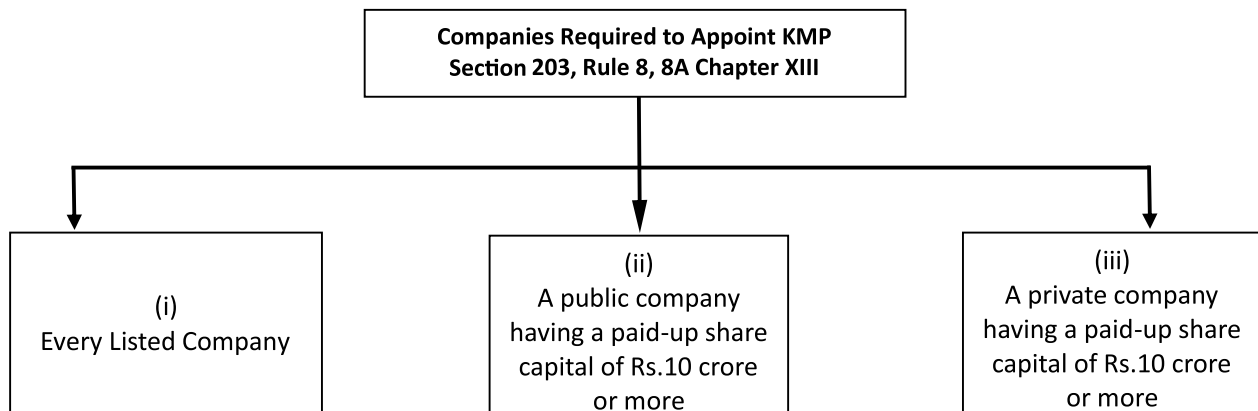 Companies Required to Appoint KMP
Section 203, Rule 8, 8A Chapter XIII
(i)
Every Listed Company
(ii)
A public company
having a paid-up share
capital of Rs.10 crore
or more
(iii)
A private company
having a paid-up share
capital of Rs.10 crore
or more